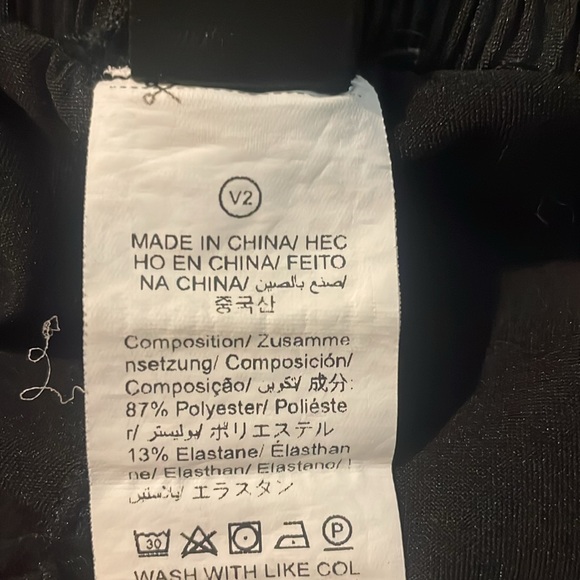 V2
MADE IN CHINA/ HEC
HO EN CHINA/ FEITO
NA CHINA/ صنع بالصين/
중국산
Composition/ Zusamme
nsetzung/ Composición/
Composição/ تكوين/ 成分:
87% Polyester/ Poliéste
r/ بوليستر/ ポリエステル
13% Elastane/ Élasthan
ne/ Elasthan/ Elastano/
エラスタン
30
P
WASH WITH LIKE COL